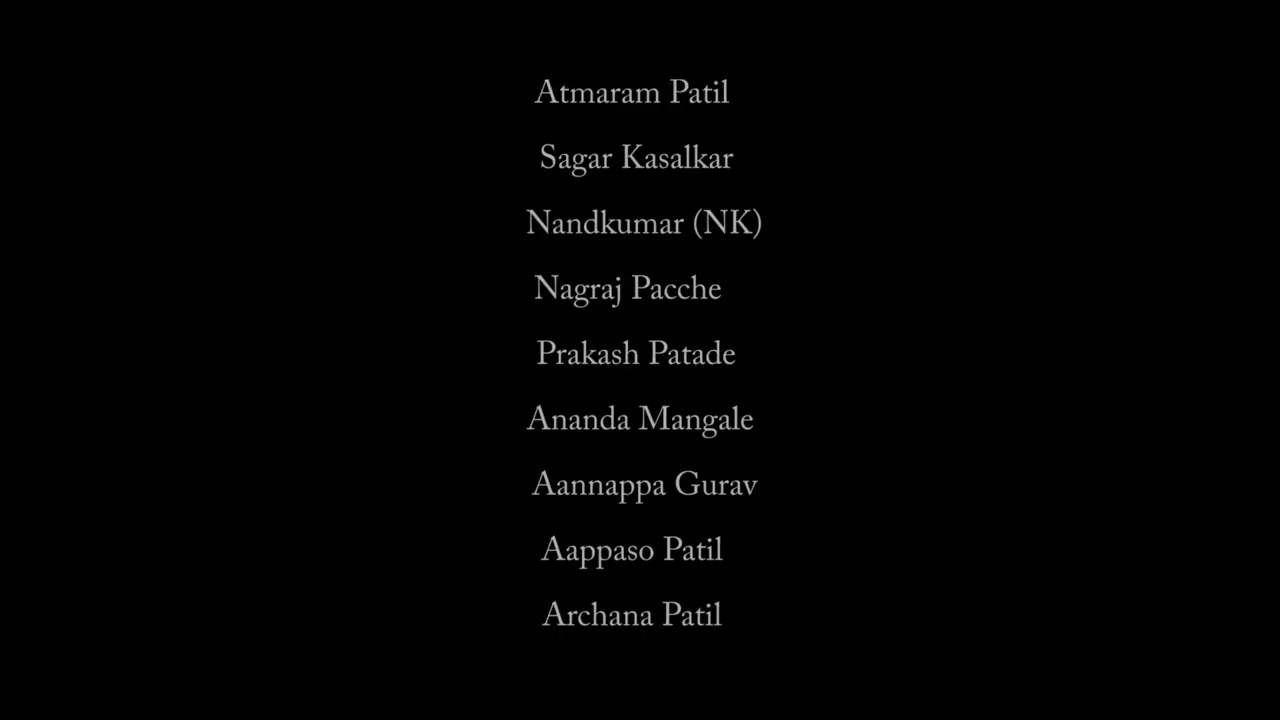 Atmaram Patil
Sagar Kasalkar
Nandkumar (NK)
Nagraj Pacche
Prakash Patade
Ananda Mangale
Aannappa Gurav
Aappaso Patil
Archana Patil